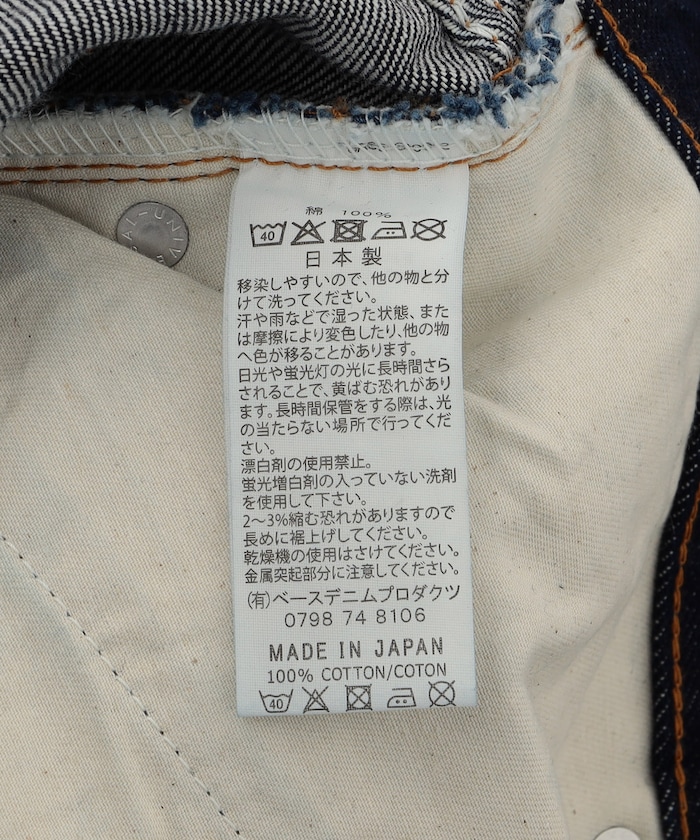 綿 100%
40
日本製
移染しやすいので、他の物と分
けて洗ってください。
汗や雨などで湿った状態、また
は摩擦により変色したり、他の物
へ色が移ることがあります。
日光や蛍光灯の光に長時間さら
されることで、黄ばむ恐れがあり
ます。長時間保管をする際は、光
の当たらない場所で行ってくだ
さい。
漂白剤の使用禁止。
蛍光増白剤の入っていない洗剤
を使用して下さい。
2～3%縮む恐れがありますので
長めに裾上げしてください。
乾燥機の使用はさけてください。
金属突起部分に注意してください。
(有)ベースデニムプロダクツ
0798 74 8106
MADE IN JAPAN
100% COTTON/COTON
40